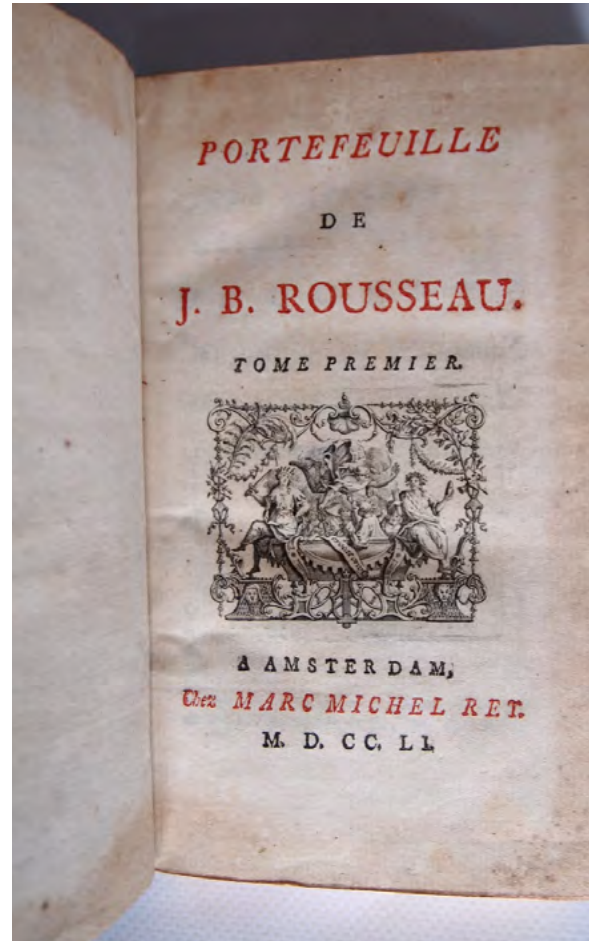 PORTEFEUILLE
DE
J. B. ROUSSEAU.
TOME PREMIER.
A AMSTERDAM,
Chez MARC MICHEL REY.
M. D. CC. LI.